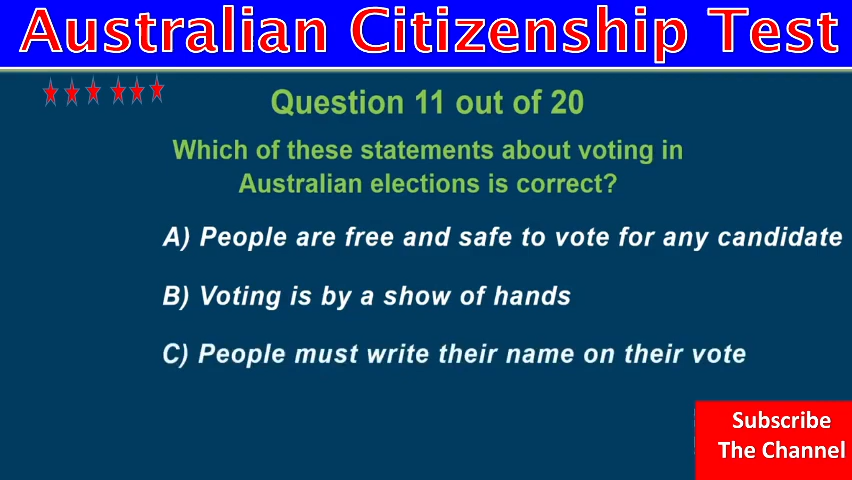 Australian Citizenship Test
Question 11 out of 20
Which of these statements about voting in
Australian elections is correct?
A) People are free and safe to vote for any candidate
B) Voting is by a show of hands
C) People must write their name on their vote
Subscribe
The Channel